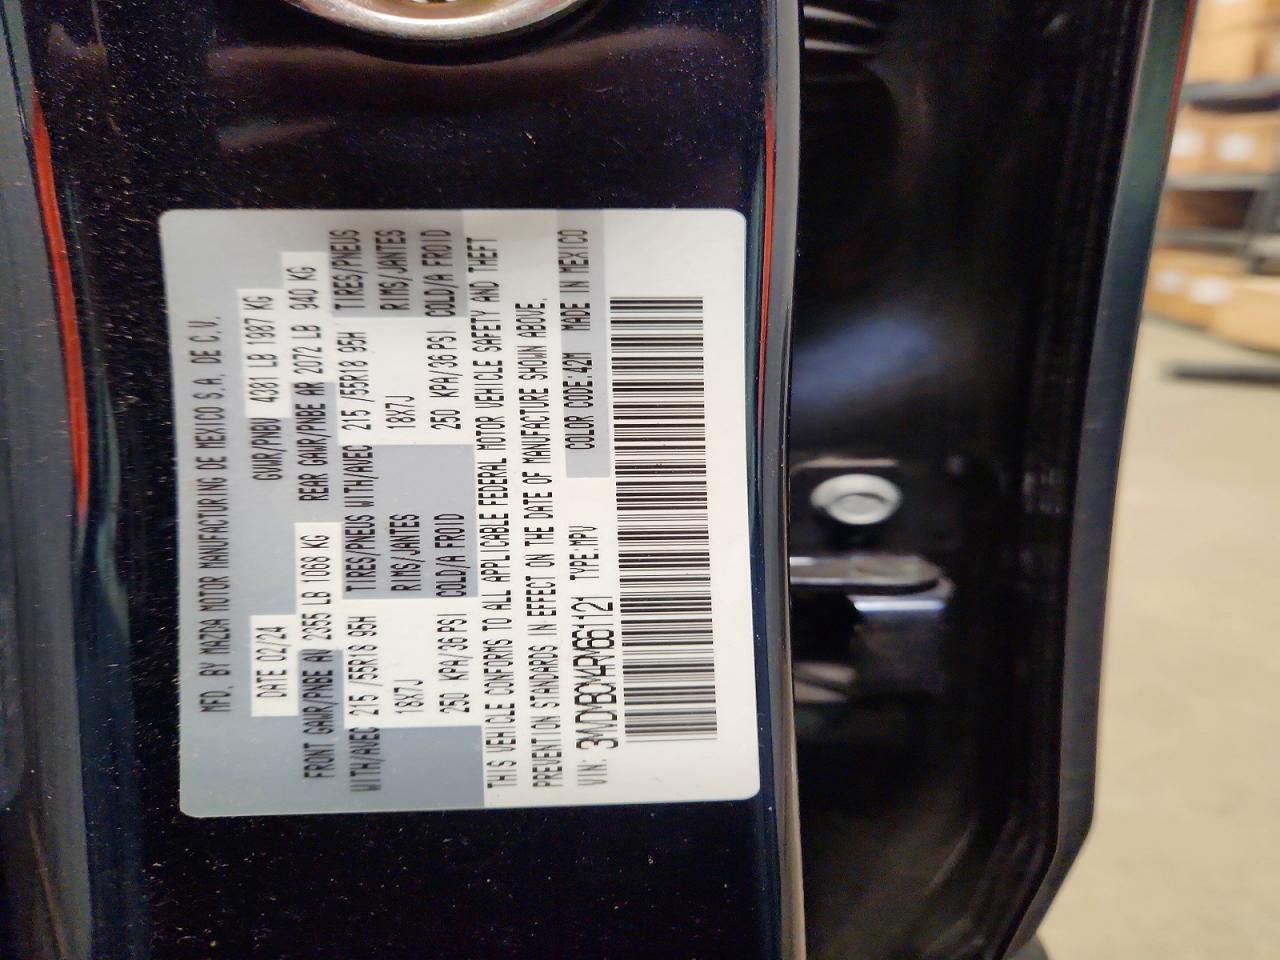 MFD. BY MAZDA MOTOR MANUFACTURING DE MEXICO S.A. DE C.V.
DATE 02/24 GVWR/PNBV 4381 LB 1987 KG
FRONT GAWR/PNBE AV 2355 LB 1068 KG REAR GAWR/PNBE AR 2072 LB 940 KG
WITH/AVEC 215 /55R18 95H TIRES/PNEUS WITH/AVEC 215 /55R18 95H TIRES/PNEUS
18X7J RIMS/JANTES 18X7J RIMS/JANTES
250 KPA/36 PSI COLD/A FROID 250 KPA/36 PSI COLD/A FROID
THIS VEHICLE CONFORMS TO ALL APPLICABLE FEDERAL MOTOR VEHICLE SAFETY AND THEFT
PREVENTION STANDARDS IN EFFECT ON THE DATE OF MANUFACTURE SHOWN ABOVE.
VIN: 3MVDMBCX4RM661121 TYPE:MPV COLOR CODE:42M MADE IN MEXICO